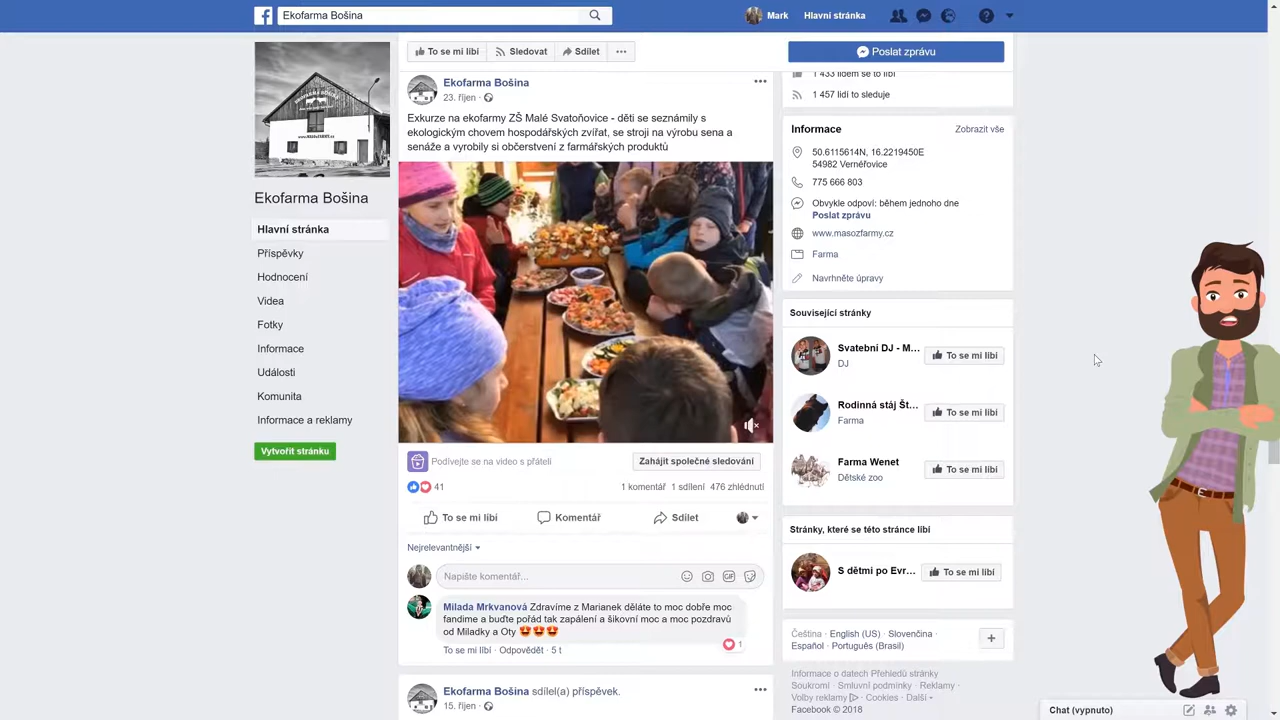 Ekofarma Bošina
Mark
Hlavní stránka
To se mi líbí
Sledovat
Sdílet
Poslat zprávu
EKOFARMA BOŠINA
Ekofarma Bošina
Hlavní stránka
Příspěvky
Hodnocení
Videa
Fotky
Informace
Události
Komunita
Informace a reklamy
Vytvořit stránku
Ekofarma Bošina
23. říjen ·
Exkurze na ekofarmy ZŠ Malé Svatoňovice - děti se seznámily s
ekologickým chovem hospodářských zvířat, se stroji na výrobu sena a
senáže a vyrobily si občerstvení z farmářských produktů
Podívejte se na video s přáteli
Zahájit společné sledování
41
1 komentář 1 sdílení 476 zhlédnutí
To se mi líbí
Komentář
Sdílet
Nejrelevantnější
Napište komentář...
GIF
Milada Mrkvanová Zdravíme z Marianek děláte to moc dobře moc
fandime a buďte pořád tak zapálení a šikovní moc a moc pozdravů
od Miladky a Oty 🤩🤩🤩
1
To se mi líbí · Odpovědět · 5 t
Ekofarma Bošina sdílel(a) příspěvek.
15. říjen ·
1 433 lidem se to líbí
1 457 lidí to sleduje
Informace
Zobrazit vše
50.6115614N, 16.2219450E
54982 Vernéřovice
775 666 803
Obvykle odpoví: během jednoho dne
Poslat zprávu
www.masozfarmy.cz
Farma
Navrhněte úpravy
Související stránky
Svatební DJ - M...
DJ
To se mi líbí
Rodinná stáj Št...
Farma
To se mi líbí
Farma Wenet
Dětské zoo
To se mi líbí
Stránky, které se této stránce líbí
S dětmi po Evr...
To se mi líbí
Čeština · English (US) · Slovenčina ·
Español · Português (Brasil)
Informace o datech Přehledů stránky
Soukromí · Smluvní podmínky · Reklamy ·
Volby reklamy · Cookies · Další
Facebook © 2018
Chat (vypnuto)